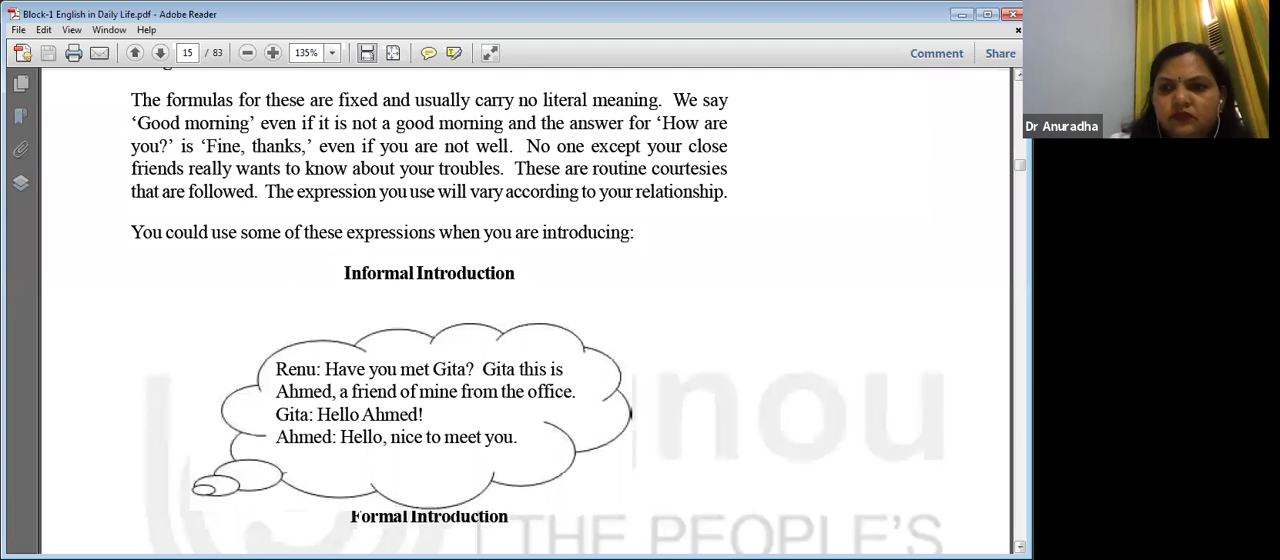 Block-1 English in Daily Life.pdf - Adobe Reader
File Edit View Window Help
15 / 83 135% Comment Share
The formulas for these are fixed and usually carry no literal meaning. We say
‘Good morning’ even if it is not a good morning and the answer for ‘How are
you?’ is ‘Fine, thanks,’ even if you are not well. No one except your close
friends really wants to know about your troubles. These are routine courtesies
that are followed. The expression you use will vary according to your relationship.
You could use some of these expressions when you are introducing:
Informal Introduction
Renu: Have you met Gita? Gita this is
Ahmed, a friend of mine from the office.
Gita: Hello Ahmed!
Ahmed: Hello, nice to meet you.
Formal Introduction
nou
THE PEOPLE'S
Dr Anuradha